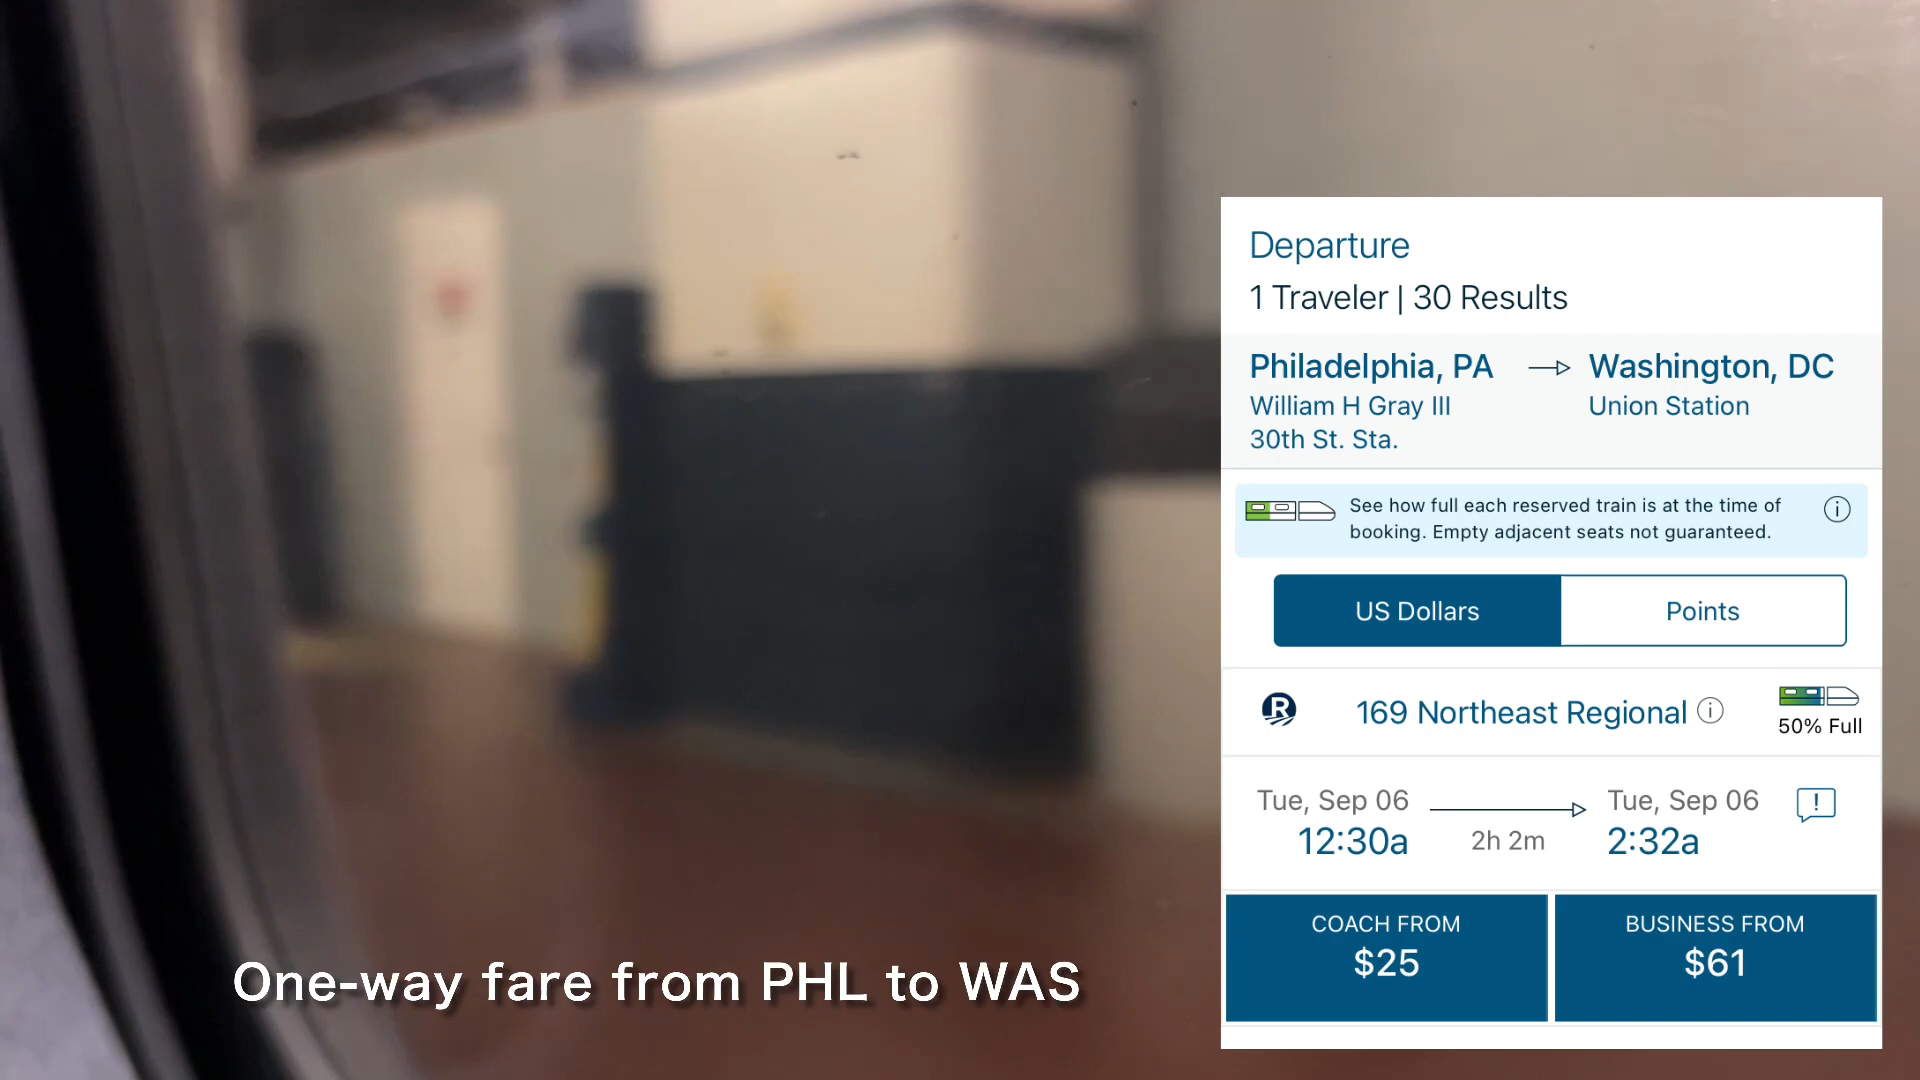 Departure
1 Traveler | 30 Results
Philadelphia, PA
Washington, DC
William H Gray III
30th St. Sta.
Union Station
See how full each reserved train is at the time of
booking. Empty adjacent seats not guaranteed.
US Dollars
Points
R
169 Northeast Regional
50% Full
Tue, Sep 06
12:30a
2h 2m
Tue, Sep 06
2:32a
COACH FROM
$25
BUSINESS FROM
$61
One-way fare from PHL to WAS